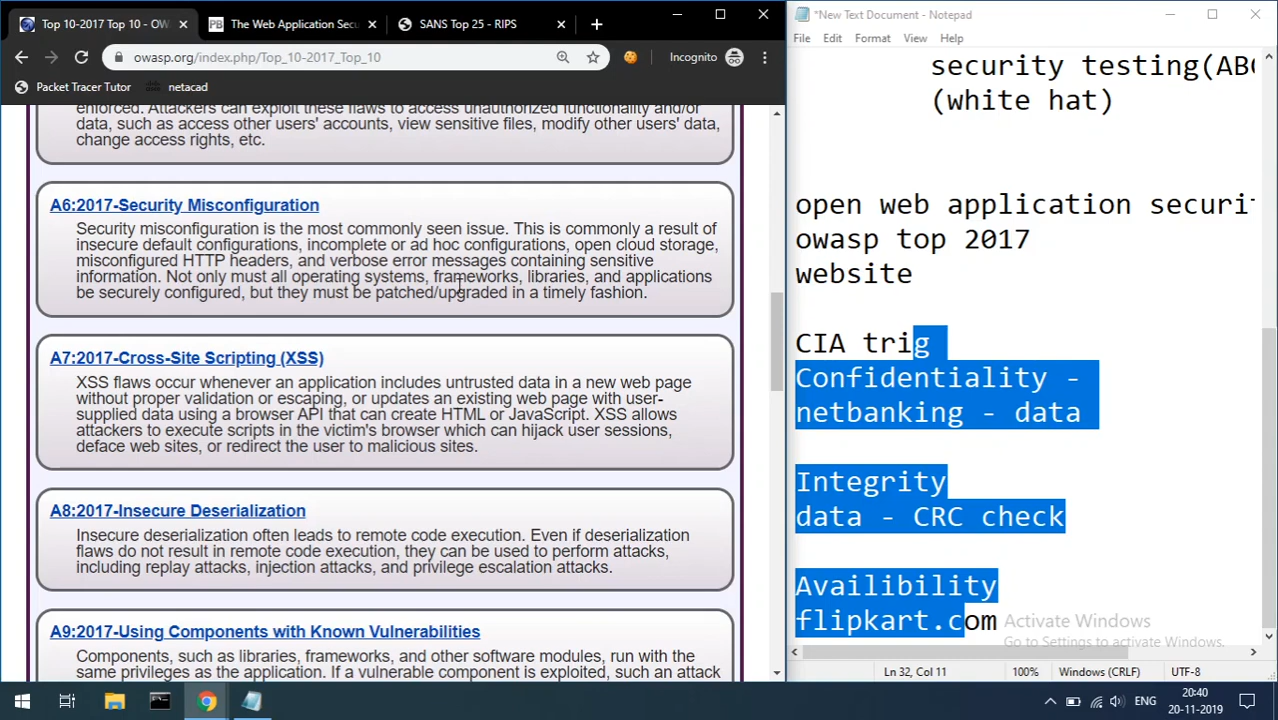 Top 10-2017 Top 10 - OW
The Web Application Secu
SANS Top 25 - RIPS
owasp.org/index.php/Top_10-2017_Top_10
Incognito
Packet Tracer Tutor
netacad
enforced. Attackers can exploit these flaws to access unauthorized functionality and/or
data, such as access other users' accounts, view sensitive files, modify other users' data,
change access rights, etc.
A6:2017-Security Misconfiguration
Security misconfiguration is the most commonly seen issue. This is commonly a result of
insecure default configurations, incomplete or ad hoc configurations, open cloud storage,
misconfigured HTTP headers, and verbose error messages containing sensitive
information. Not only must all operating systems, frameworks, libraries, and applications
be securely configured, but they must be patched/upgraded in a timely fashion.
A7:2017-Cross-Site Scripting (XSS)
XSS flaws occur whenever an application includes untrusted data in a new web page
without proper validation or escaping, or updates an existing web page with user-
supplied data using a browser API that can create HTML or JavaScript. XSS allows
attackers to execute scripts in the victim's browser which can hijack user sessions,
deface web sites, or redirect the user to malicious sites.
A8:2017-Insecure Deserialization
Insecure deserialization often leads to remote code execution. Even if deserialization
flaws do not result in remote code execution, they can be used to perform attacks,
including replay attacks, injection attacks, and privilege escalation attacks.
A9:2017-Using Components with Known Vulnerabilities
Components, such as libraries, frameworks, and other software modules, run with the
same privileges as the application. If a vulnerable component is exploited, such an attack
*New Text Document - Notepad
File Edit Format View Help
security testing(ABC
(white hat)
open web application securit
owasp top 2017
website
CIA trig
Confidentiality -
netbanking - data
Integrity
data - CRC check
Availibility
flipkart.com
Activate Windows
Go to Settings to activate Windows.
Ln 32, Col 11
100%
Windows (CRLF)
UTF-8
ENG
20:40
20-11-2019